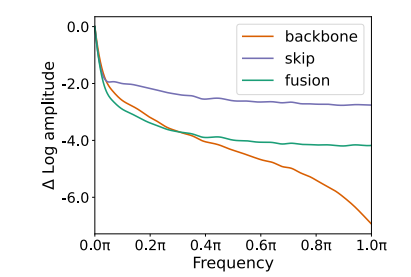 0.0
-2.0
-4.0
-6.0
Δ Log amplitude
backbone
skip
fusion
0.0π 0.2π 0.4π 0.6π 0.8π 1.0π
Frequency